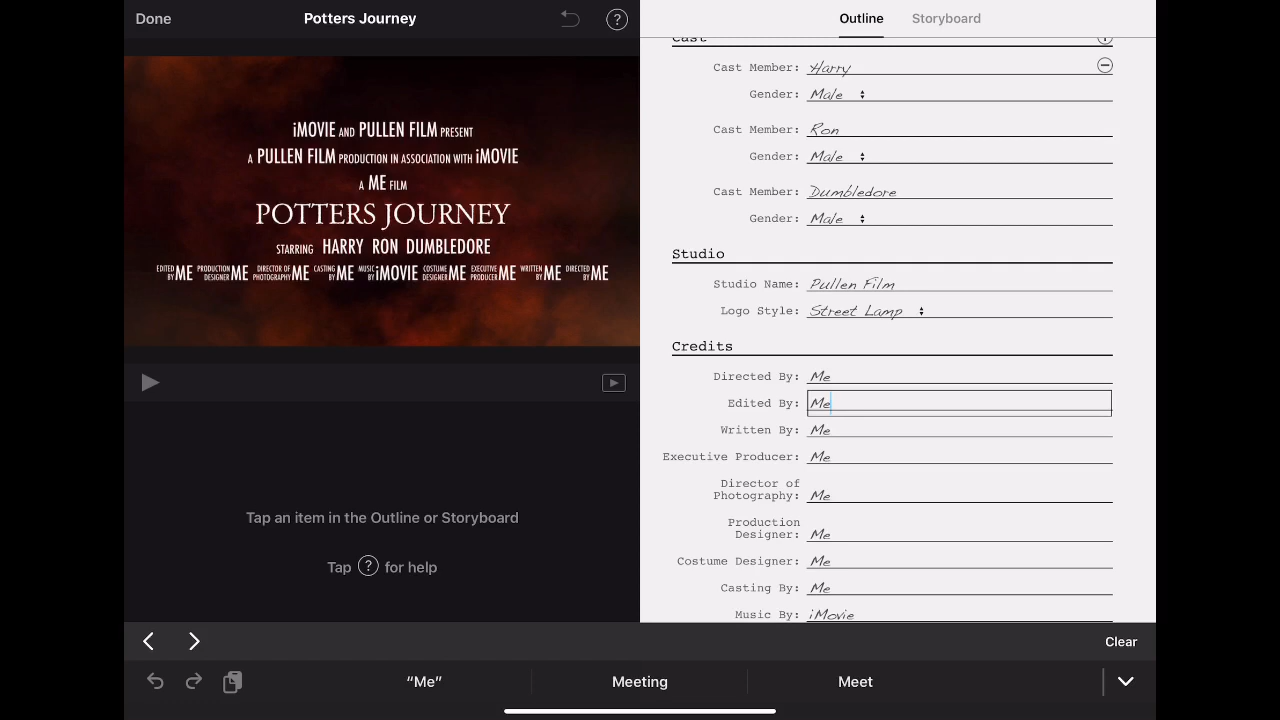 Done
Potters Journey
?
Outline
Storyboard
iMOVIE AND PULLEN FILM PRESENT
A PULLEN FILM PRODUCTION IN ASSOCIATION WITH iMOVIE
A ME FILM
POTTERS JOURNEY
STARRING HARRY RON DUMBLEDORE
EDITED BY ME PRODUCTION DESIGNER ME DIRECTOR OF PHOTOGRAPHY ME CASTING BY ME MUSIC BY iMOVIE COSTUME DESIGNER ME EXECUTIVE PRODUCER ME WRITTEN BY ME DIRECTED BY ME
Tap an item in the Outline or Storyboard
Tap ? for help
Cast
Cast Member: Harry
Gender: Male
Cast Member: Ron
Gender: Male
Cast Member: Dumbledore
Gender: Male
Studio
Studio Name: Pullen Film
Logo Style: Street Lamp
Credits
Directed By: Me
Edited By: Me
Written By: Me
Executive Producer: Me
Director of
Photography: Me
Production
Designer: Me
Costume Designer: Me
Casting By: Me
Music By: iMovie
Clear
“Me”
Meeting
Meet